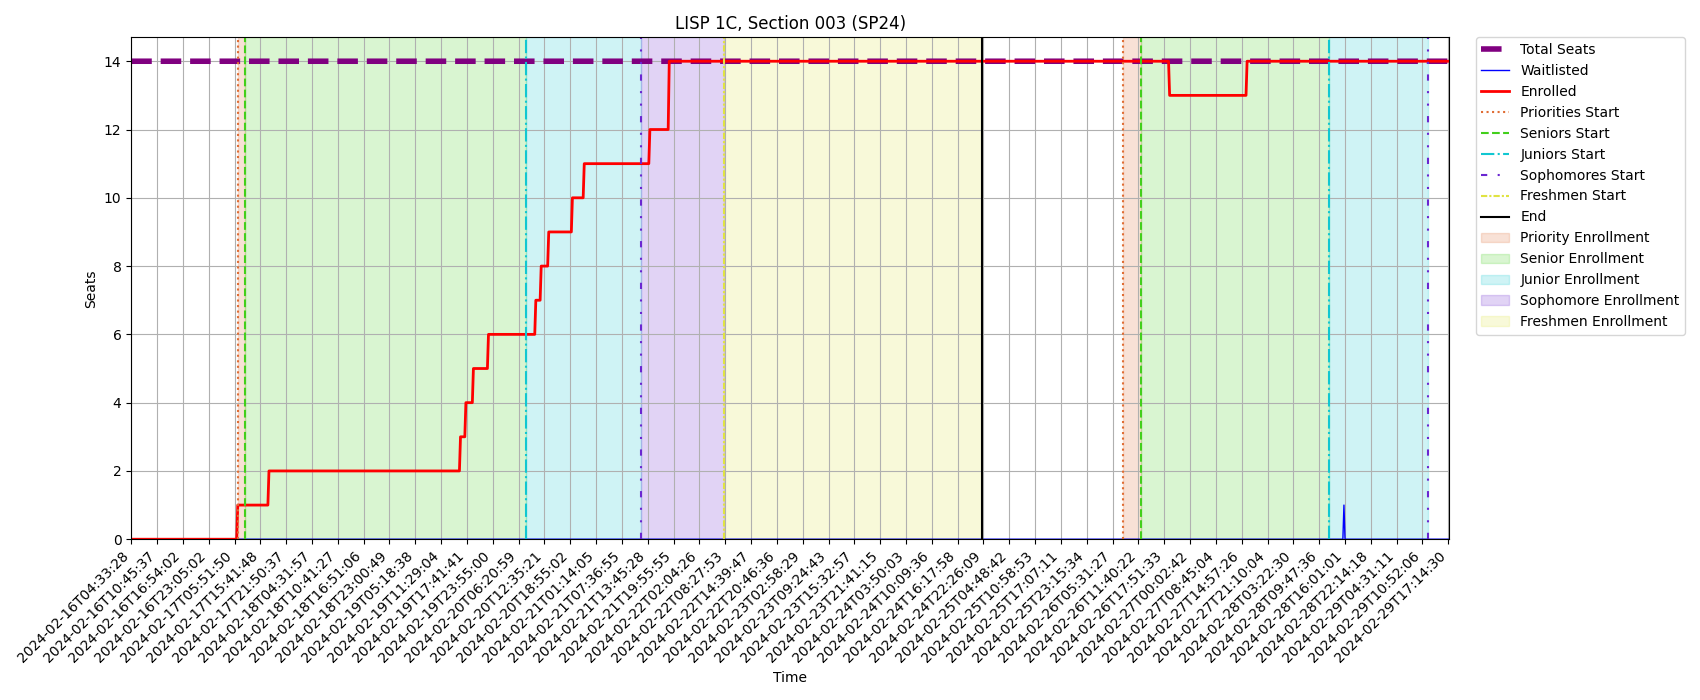 LISP 1C, Section 003 (SP24)
Seats
14
12
10
8
6
4
2
0
2024-02-16T04:33:28
2024-02-16T10:45:37
2024-02-16T16:54:02
2024-02-16T23:05:02
2024-02-17T05:51:50
2024-02-17T15:41:48
2024-02-17T21:50:37
2024-02-18T04:31:57
2024-02-18T10:41:27
2024-02-18T16:51:06
2024-02-18T23:00:49
2024-02-19T05:18:39
2024-02-19T11:29:04
2024-02-19T17:41:41
2024-02-19T23:55:00
2024-02-20T06:20:59
2024-02-20T12:35:21
2024-02-20T18:55:02
2024-02-21T01:14:05
2024-02-21T07:36:55
2024-02-21T13:45:28
2024-02-21T19:55:55
2024-02-22T02:04:26
2024-02-22T08:27:53
2024-02-22T14:39:47
2024-02-22T20:46:36
2024-02-23T02:58:29
2024-02-23T09:24:43
2024-02-23T15:32:57
2024-02-23T21:41:15
2024-02-24T03:50:03
2024-02-24T10:09:36
2024-02-24T16:17:58
2024-02-24T22:26:09
2024-02-25T04:48:42
2024-02-25T10:58:53
2024-02-25T17:07:11
2024-02-25T23:15:34
2024-02-26T05:31:27
2024-02-26T11:40:22
2024-02-26T17:51:33
2024-02-27T00:02:42
2024-02-27T08:45:04
2024-02-27T14:57:26
2024-02-27T21:10:04
2024-02-28T03:22:30
2024-02-28T09:47:36
2024-02-28T16:01:01
2024-02-28T22:14:18
2024-02-29T04:31:11
2024-02-29T10:52:06
2024-02-29T17:14:30
Time
Total Seats
Waitlisted
Enrolled
Priorities Start
Seniors Start
Juniors Start
Sophomores Start
Freshmen Start
End
Priority Enrollment
Senior Enrollment
Junior Enrollment
Sophomore Enrollment
Freshmen Enrollment